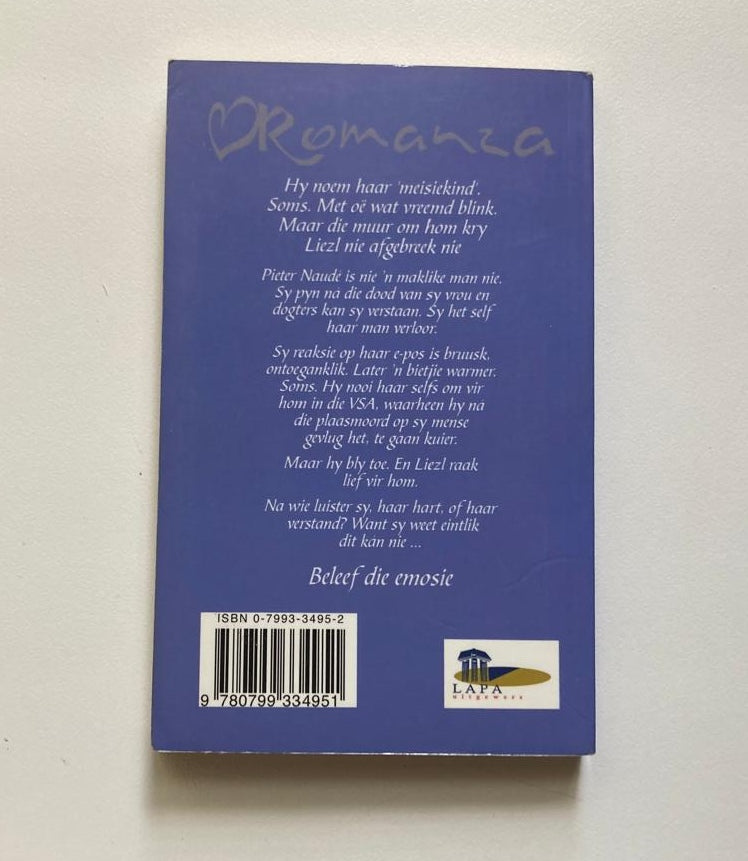 Romanza
Hy noem haar 'meisiekind'.
Soms. Met oë wat vreemd blink.
Maar die muur om hom kry
Liezl nie afgebreek nie
Pieter Naudé is nie 'n maklike man nie.
Sy pyn ná die dood van sy vrou en
dogters kan sy verstaan. Sy het self
haar man verloor.
Sy reaksie op haar e-pos is bruusk,
ontoeganklik. Later 'n bietjie warmer.
Soms. Hy nooi haar selfs om vir
hom in die VSA, waarheen hy ná
die plaasmoord op sy mense
gevlug het, te gaan kuier.
Maar hy bly toe. En Liezl raak
lief vir hom.
Na wie luister sy, haar hart, of haar
verstand? Want sy weet eintlik
dit kan nie ...
Beleef die emosie
ISBN 0-7993-3495-2
9 780799 334951
LAPA
uitgewers